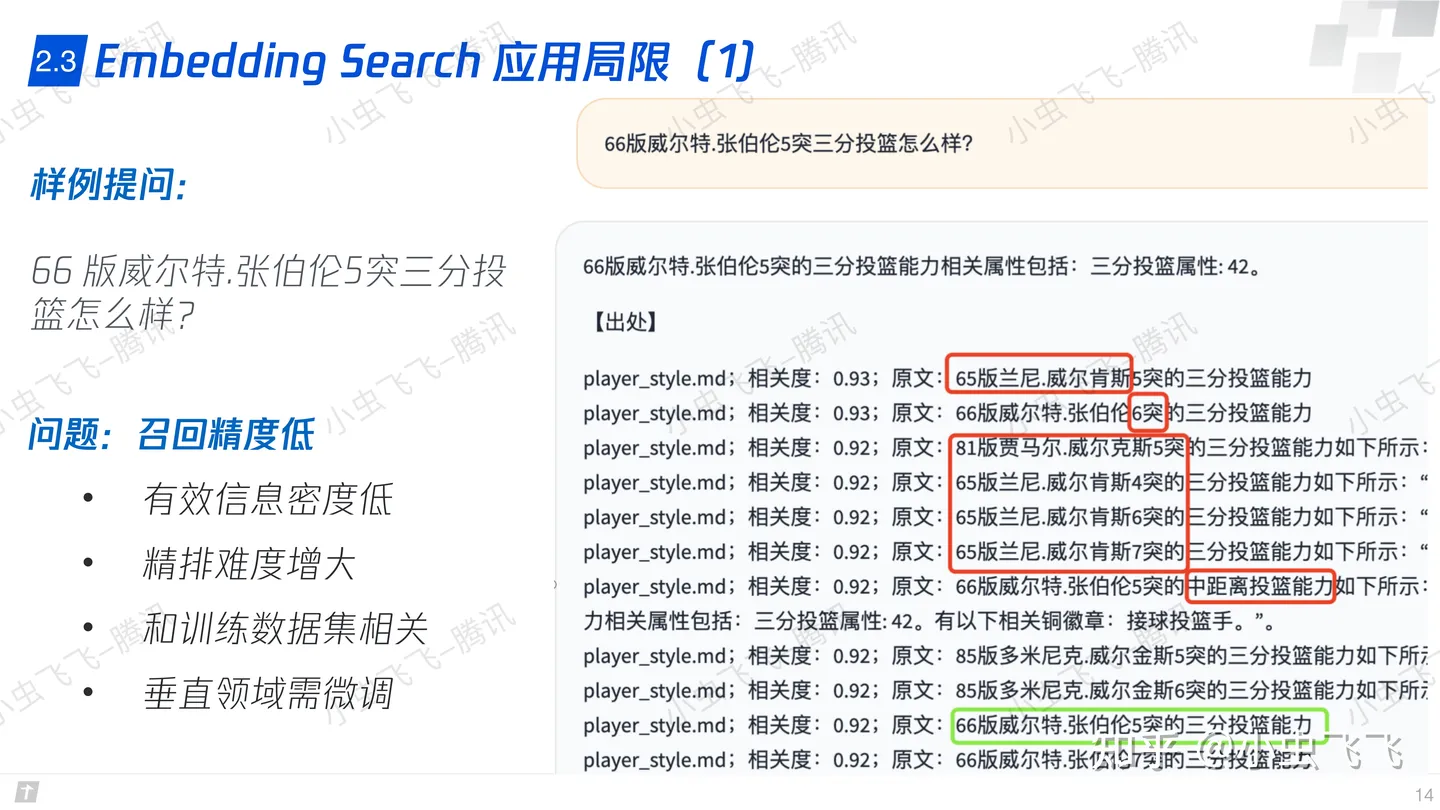 2.3 Embedding Search 应用局限(1)
样例提问:
66 版威尔特.张伯伦5突三分投
篮怎么样?
问题: 召回精度低
• 有效信息密度低
• 精排难度增大
• 和训练数据集相关
• 垂直领域需微调
66版威尔特.张伯伦5突三分投篮怎么样?
66版威尔特.张伯伦5突的三分投篮能力相关属性包括：三分投篮属性: 42。
【出处】
player_style.md；相关度：0.93；原文：65版兰尼.威尔肯斯5突的三分投篮能力
player_style.md；相关度：0.93；原文：66版威尔特.张伯伦6突的三分投篮能力
player_style.md；相关度：0.92；原文：81版贾马尔.威尔克斯5突的三分投篮能力如下所示：
player_style.md；相关度：0.92；原文：65版兰尼.威尔肯斯4突的三分投篮能力如下所示：“
player_style.md；相关度：0.92；原文：65版兰尼.威尔肯斯6突的三分投篮能力如下所示：“
player_style.md；相关度：0.92；原文：65版兰尼.威尔肯斯7突的三分投篮能力如下所示：“
player_style.md；相关度：0.92；原文：66版威尔特.张伯伦5突的中距离投篮能力如下所示：
力相关属性包括：三分投篮属性: 42。有以下相关铜徽章：接球投篮手。”。
player_style.md；相关度：0.92；原文：85版多米尼克.威尔金斯5突的三分投篮能力如下所示
player_style.md；相关度：0.92；原文：85版多米尼克.威尔金斯6突的三分投篮能力如下所示
player_style.md；相关度：0.92；原文：66版威尔特.张伯伦5突的三分投篮能力
player_style.md；相关度：0.92；原文：66版威尔特.张伯伦7突的三分投篮能力
知乎 @小虫飞飞
小虫飞飞–腾讯
14